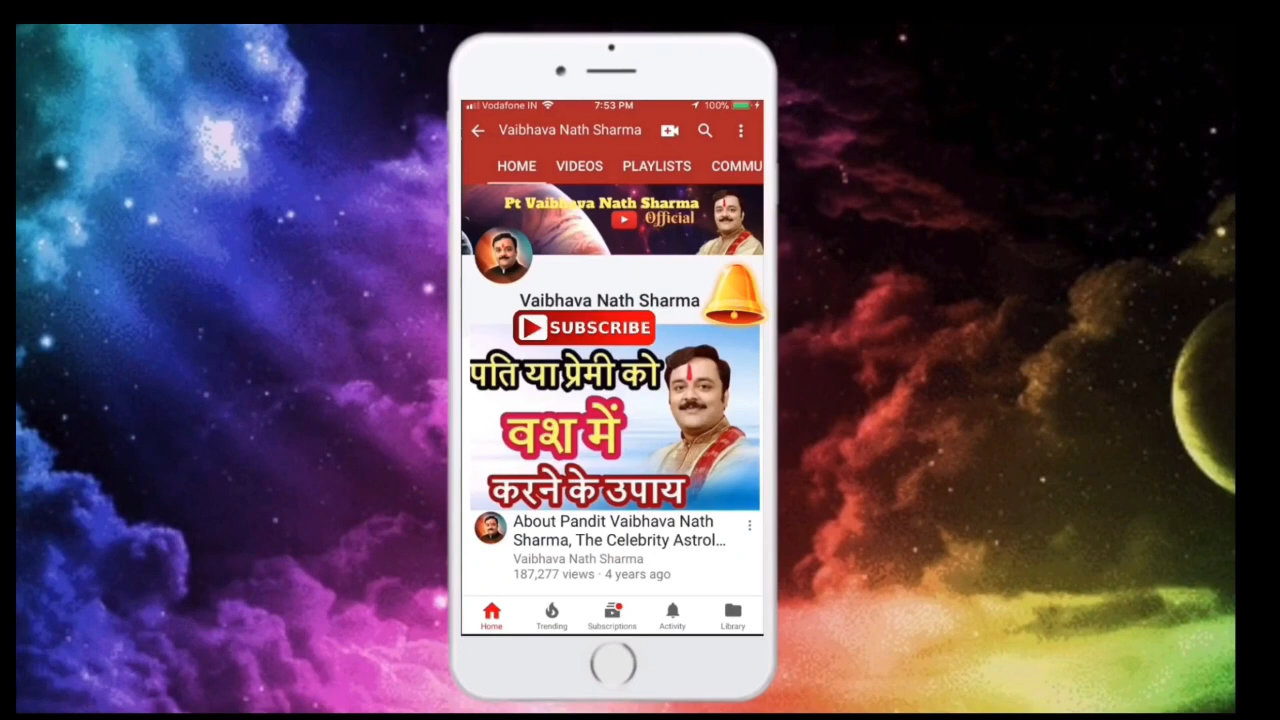 Vodafone IN 7:53 PM 100%
Vaibhava Nath Sharma
HOME VIDEOS PLAYLISTS COMMU
Pt Vaibhava Nath Sharma
Official
Vaibhava Nath Sharma
SUBSCRIBE
पति या प्रेमी को
वश में
करने के उपाय
About Pandit Vaibhava Nath
Sharma, The Celebrity Astrol...
Vaibhava Nath Sharma
187,277 views · 4 years ago
Home Trending Subscriptions Activity Library